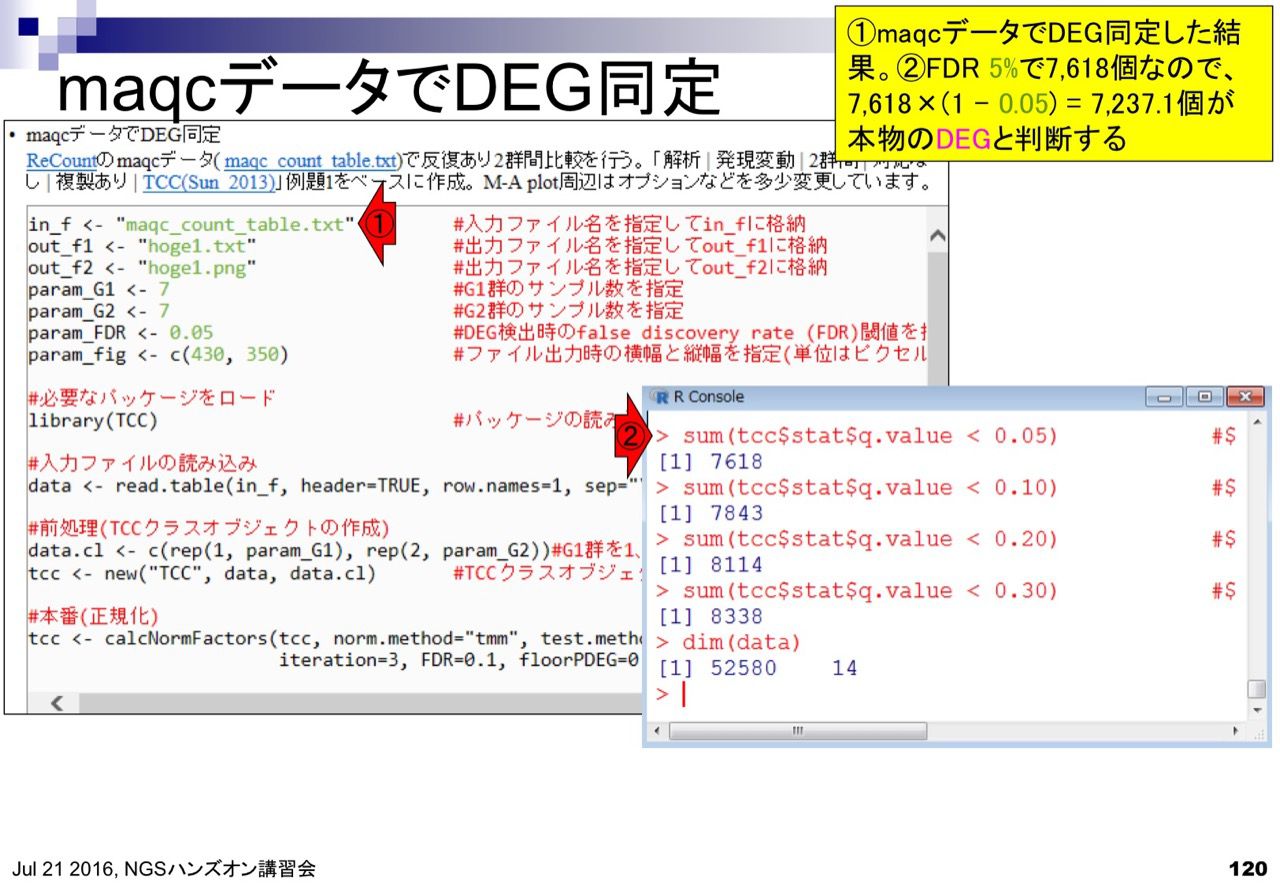 ①maqcデータでDEG同定した結
果。②FDR 5%で7,618個なので、
7,618×(1 − 0.05) = 7,237.1個が
本物のDEGと判断する
maqcデータでDEG同定
• maqcデータでDEG同定
ReCountのmaqcデータ( maqc_count_table.txt)で反復あり2群間比較を行う。「解析 | 発現変動 | 2群間 | 対応な
し | 複製あり | TCC(Sun_2013)」例題1をベースに作成。M-A plot周辺はオプションなどを多少変更しています。
in_f <- "maqc_count_table.txt" ① #入力ファイル名を指定してin_fに格納
out_f1 <- "hoge1.txt" #出力ファイル名を指定してout_f1に格納
out_f2 <- "hoge1.png" #出力ファイル名を指定してout_f2に格納
param_G1 <- 7 #G1群のサンプル数を指定
param_G2 <- 7 #G2群のサンプル数を指定
param_FDR <- 0.05 #DEG検出時のfalse discovery rate (FDR)閾値を
param_fig <- c(430, 350) #ファイル出力時の横幅と縦幅を指定(単位はピクセル
#必要なパッケージをロード
library(TCC) #パッケージの読み
#入力ファイルの読み込み
data <- read.table(in_f, header=TRUE, row.names=1, sep="
#前処理(TCCクラスオブジェクトの作成)
data.cl <- c(rep(1, param_G1), rep(2, param_G2))#G1群を1、
tcc <- new("TCC", data, data.cl) #TCCクラスオブジェ
#本番(正規化)
tcc <- calcNormFactors(tcc, norm.method="tmm", test.metho
iteration=3, FDR=0.1, floorPDEG=0
R Console
② > sum(tcc$stat$q.value < 0.05) #$
[1] 7618
> sum(tcc$stat$q.value < 0.10) #$
[1] 7843
> sum(tcc$stat$q.value < 0.20) #$
[1] 8114
> sum(tcc$stat$q.value < 0.30) #$
[1] 8338
> dim(data)
[1] 52580 14
>
Jul 21 2016, NGSハンズオン講習会
120